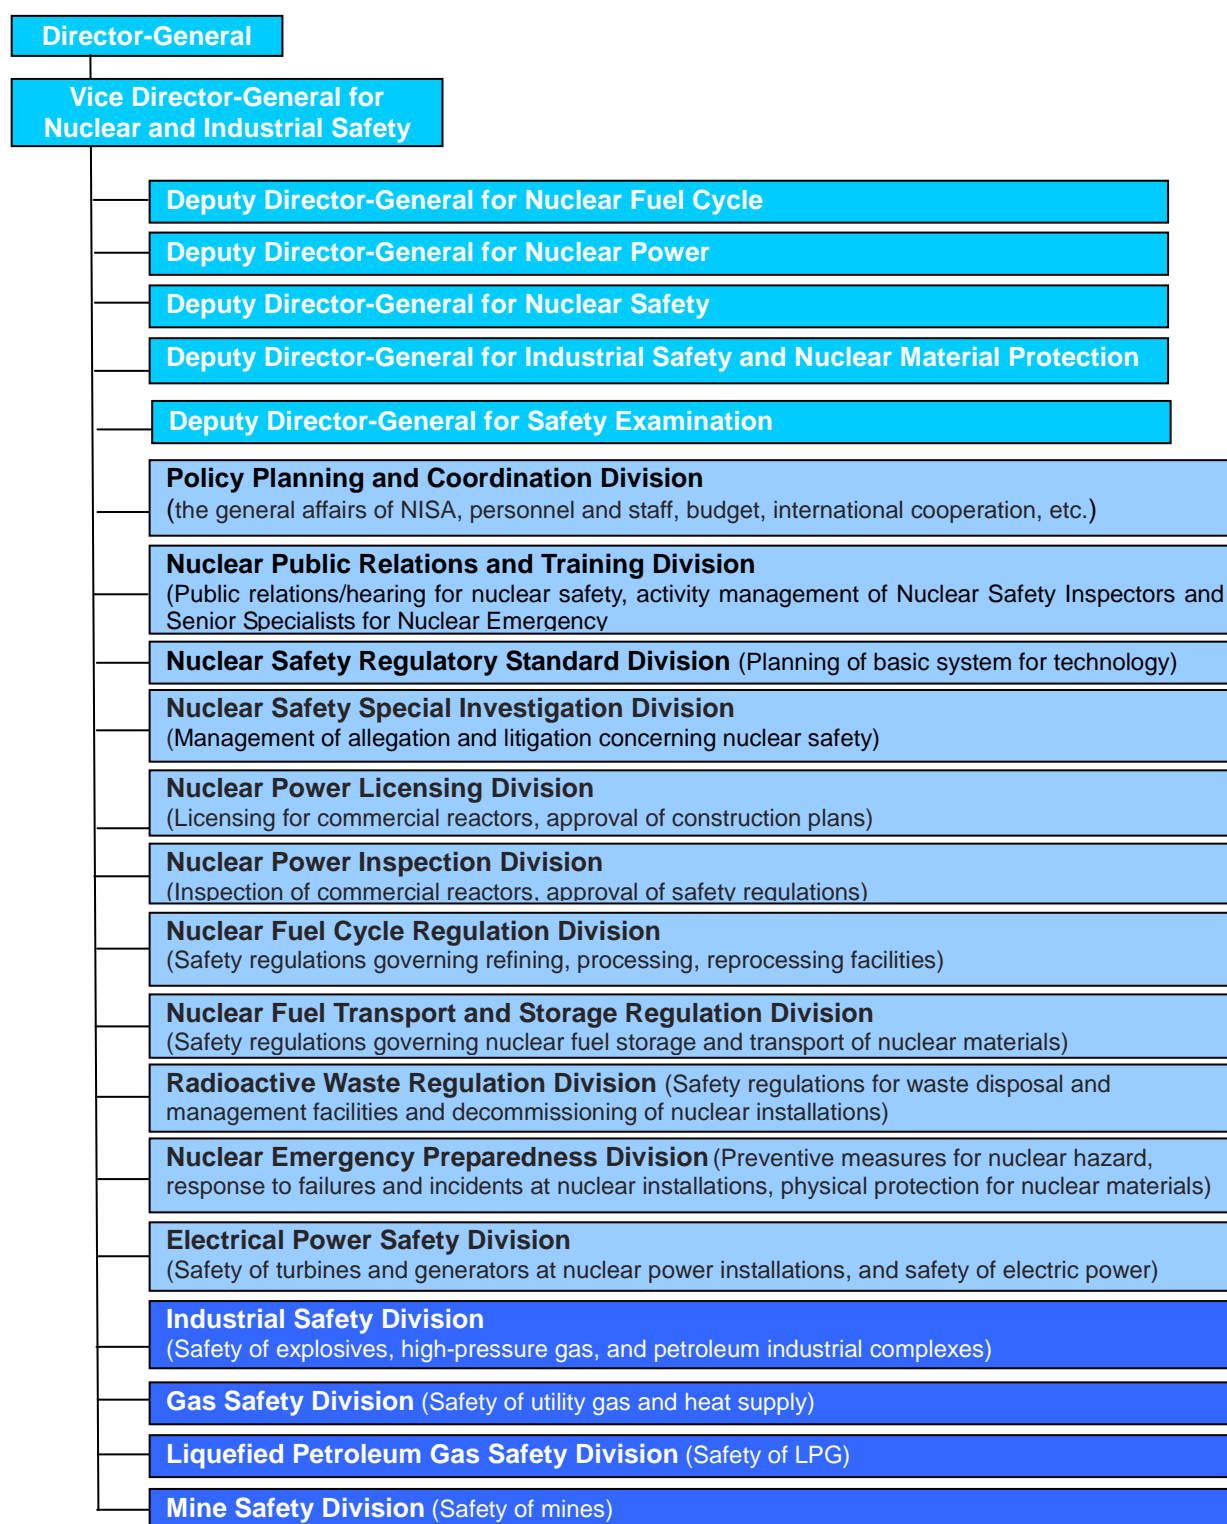 Director-General
Vice Director-General for
Nuclear and Industrial Safety
Deputy Director-General for Nuclear Fuel Cycle
Deputy Director-General for Nuclear Power
Deputy Director-General for Nuclear Safety
Deputy Director-General for Industrial Safety and Nuclear Material Protection
Deputy Director-General for Safety Examination
Policy Planning and Coordination Division
(the general affairs of NISA, personnel and staff, budget, international cooperation, etc.)
Nuclear Public Relations and Training Division
(Public relations/hearing for nuclear safety, activity management of Nuclear Safety Inspectors and
Senior Specialists for Nuclear Emergency
Nuclear Safety Regulatory Standard Division (Planning of basic system for technology)
Nuclear Safety Special Investigation Division
(Management of allegation and litigation concerning nuclear safety)
Nuclear Power Licensing Division
(Licensing for commercial reactors, approval of construction plans)
Nuclear Power Inspection Division
(Inspection of commercial reactors, approval of safety regulations)
Nuclear Fuel Cycle Regulation Division
(Safety regulations governing refining, processing, reprocessing facilities)
Nuclear Fuel Transport and Storage Regulation Division
(Safety regulations governing nuclear fuel storage and transport of nuclear materials)
Radioactive Waste Regulation Division (Safety regulations for waste disposal and
management facilities and decommissioning of nuclear installations)
Nuclear Emergency Preparedness Division (Preventive measures for nuclear hazard,
response to failures and incidents at nuclear installations, physical protection for nuclear materials)
Electrical Power Safety Division
(Safety of turbines and generators at nuclear power installations, and safety of electric power)
Industrial Safety Division
(Safety of explosives, high-pressure gas, and petroleum industrial complexes)
Gas Safety Division (Safety of utility gas and heat supply)
Liquefied Petroleum Gas Safety Division (Safety of LPG)
Mine Safety Division (Safety of mines)